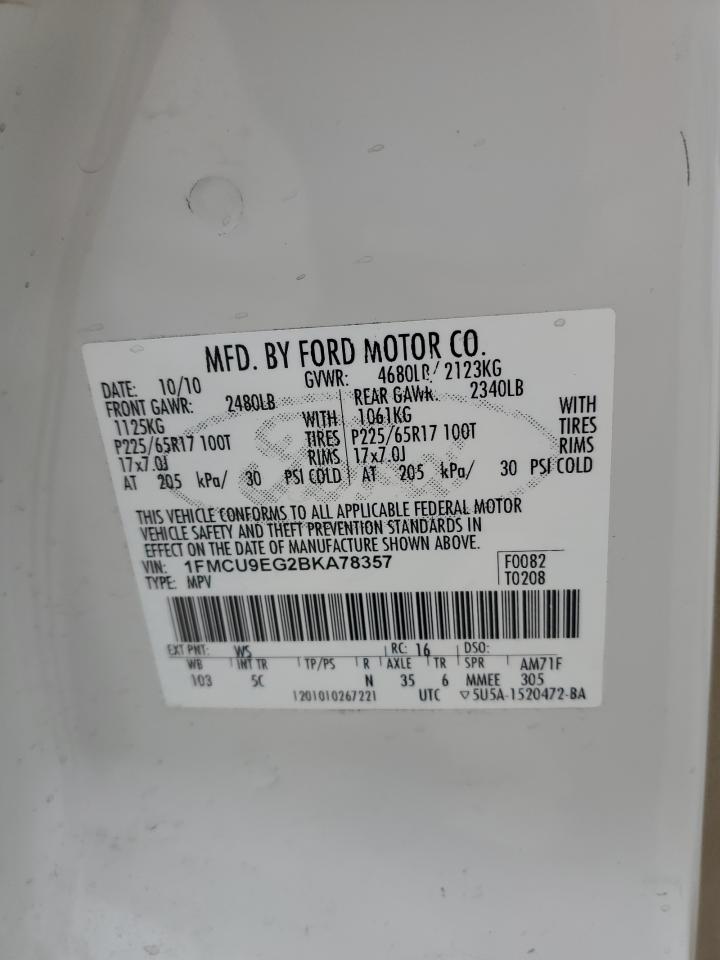 MFD. BY FORD MOTOR CO.
DATE: 10/10 GVWR: 4680LB/ 2123KG
FRONT GAWR: 2480LB REAR GAWR: 2340LB
1125KG WITH 1061KG WITH
P225/65R17 100T TIRES P225/65R17 100T TIRES
17x7.0J RIMS 17x7.0J RIMS
AT 205 kPa/ 30 PSI COLD AT 205 kPa/ 30 PSI COLD
THIS VEHICLE CONFORMS TO ALL APPLICABLE FEDERAL MOTOR
VEHICLE SAFETY AND THEFT PREVENTION STANDARDS IN
EFFECT ON THE DATE OF MANUFACTURE SHOWN ABOVE.
VIN: 1FMCU9EG2BKA78357 F0082
TYPE: MPV T0208
EXT PNT: WS RC: 16 DSO:
WB INT TR TP/PS R AXLE TR SPR AM71F
103 5C N 35 6 MMEE 305
1201010267221 UTC ▽5U5A-1520472-BA